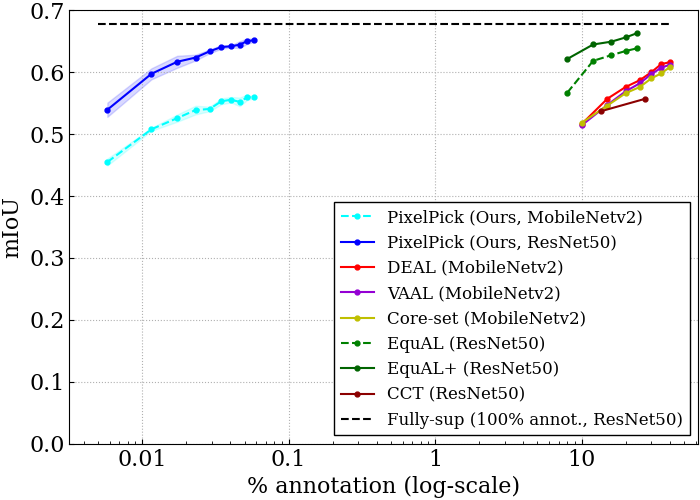 0.7
0.6
0.5
0.4
0.3
0.2
0.1
0.0
mIoU
PixelPick (Ours, MobileNetv2)
PixelPick (Ours, ResNet50)
DEAL (MobileNetv2)
VAAL (MobileNetv2)
Core-set (MobileNetv2)
EquAL (ResNet50)
EquAL+ (ResNet50)
CCT (ResNet50)
Fully-sup (100% annot., ResNet50)
0.01 0.1 1 10
% annotation (log-scale)